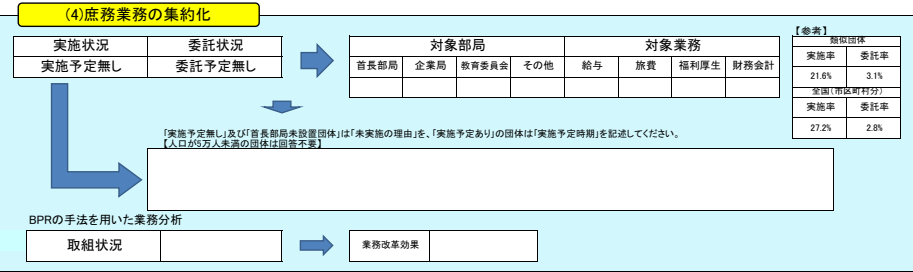 (4)庶務業務の集約化
【参考】
実施状況 委託状況
実施予定無し 委託予定無し
対象部局 対象業務
首長部局 企業局 教育委員会 その他 給与 旅費 福利厚生 財務会計
類似団体
実施率 委託率
21.6% 3.1%
全国(市区町村分)
実施率 委託率
27.2% 2.8%
「実施予定無し」及び「首長部局未設置団体」は「未実施の理由」を、「実施予定あり」の団体は「実施予定時期」を記述してください。
【人口が5万人未満の団体は回答不要】
BPRの手法を用いた業務分析
取組状況
業務改革効果